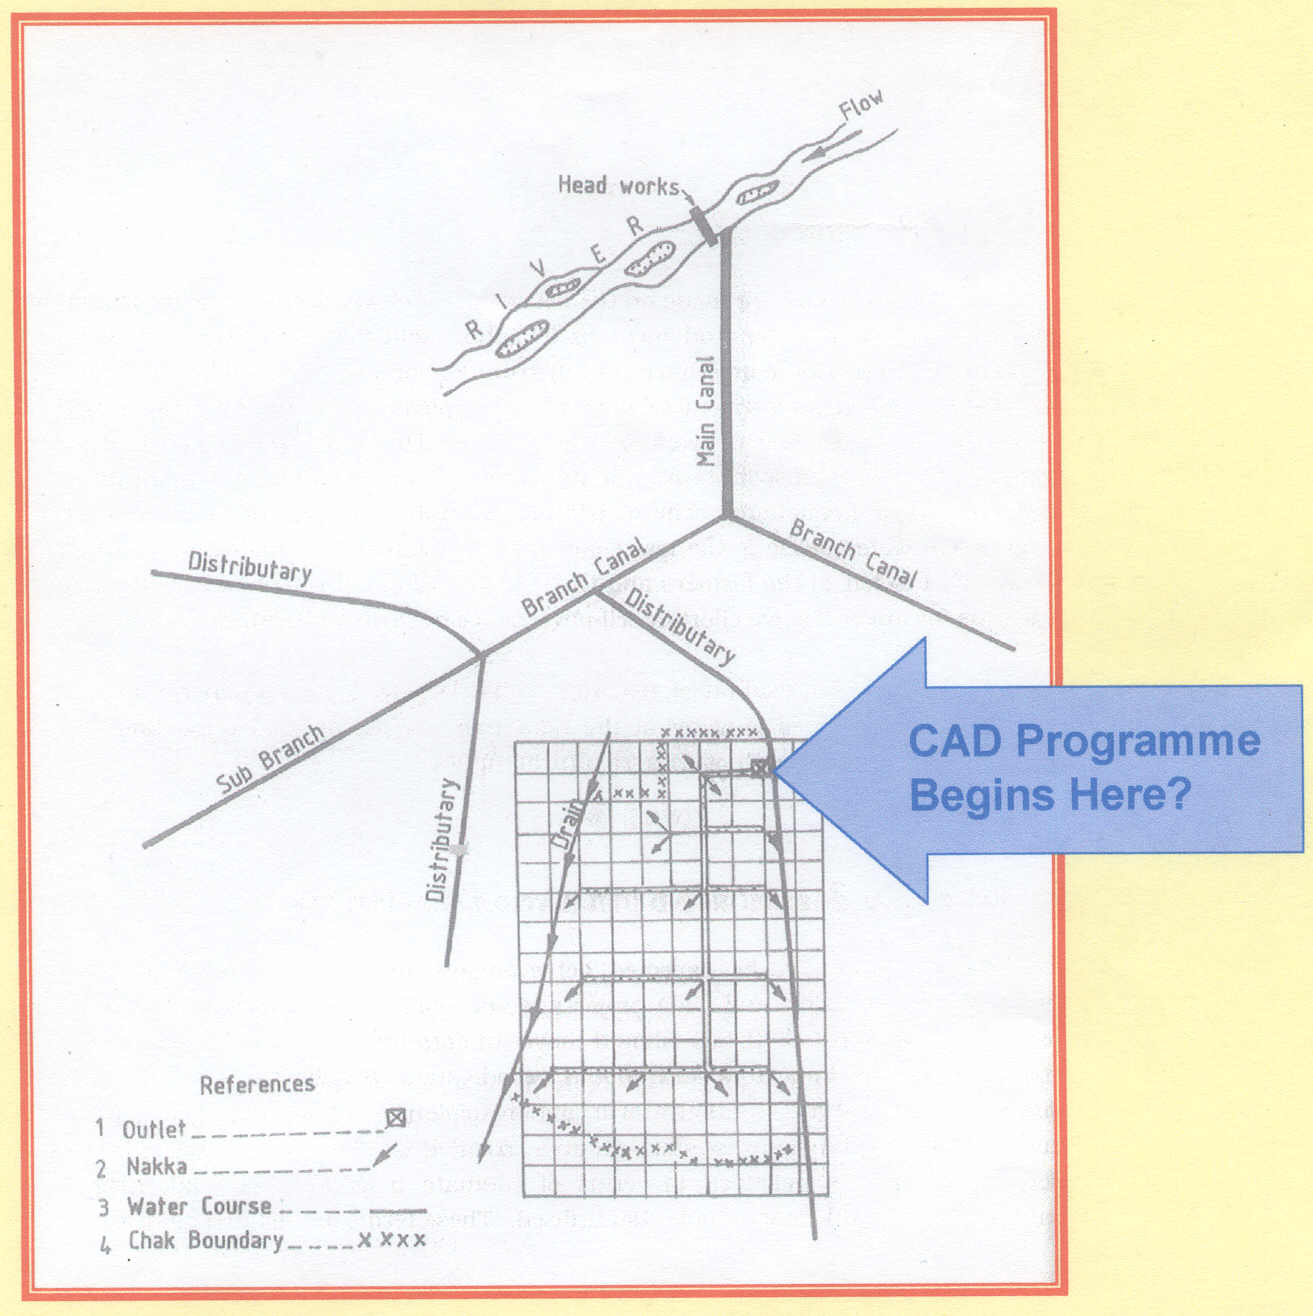 Flow
Head works
R I V E R
Main Canal
Branch Canal
Branch Canal
Distributary
Distributary
Sub Branch
Distributary
CAD Programme
Begins Here?
Drain
References
1 Outlet
2 Nakka
3 Water Course
4 Chak Boundary